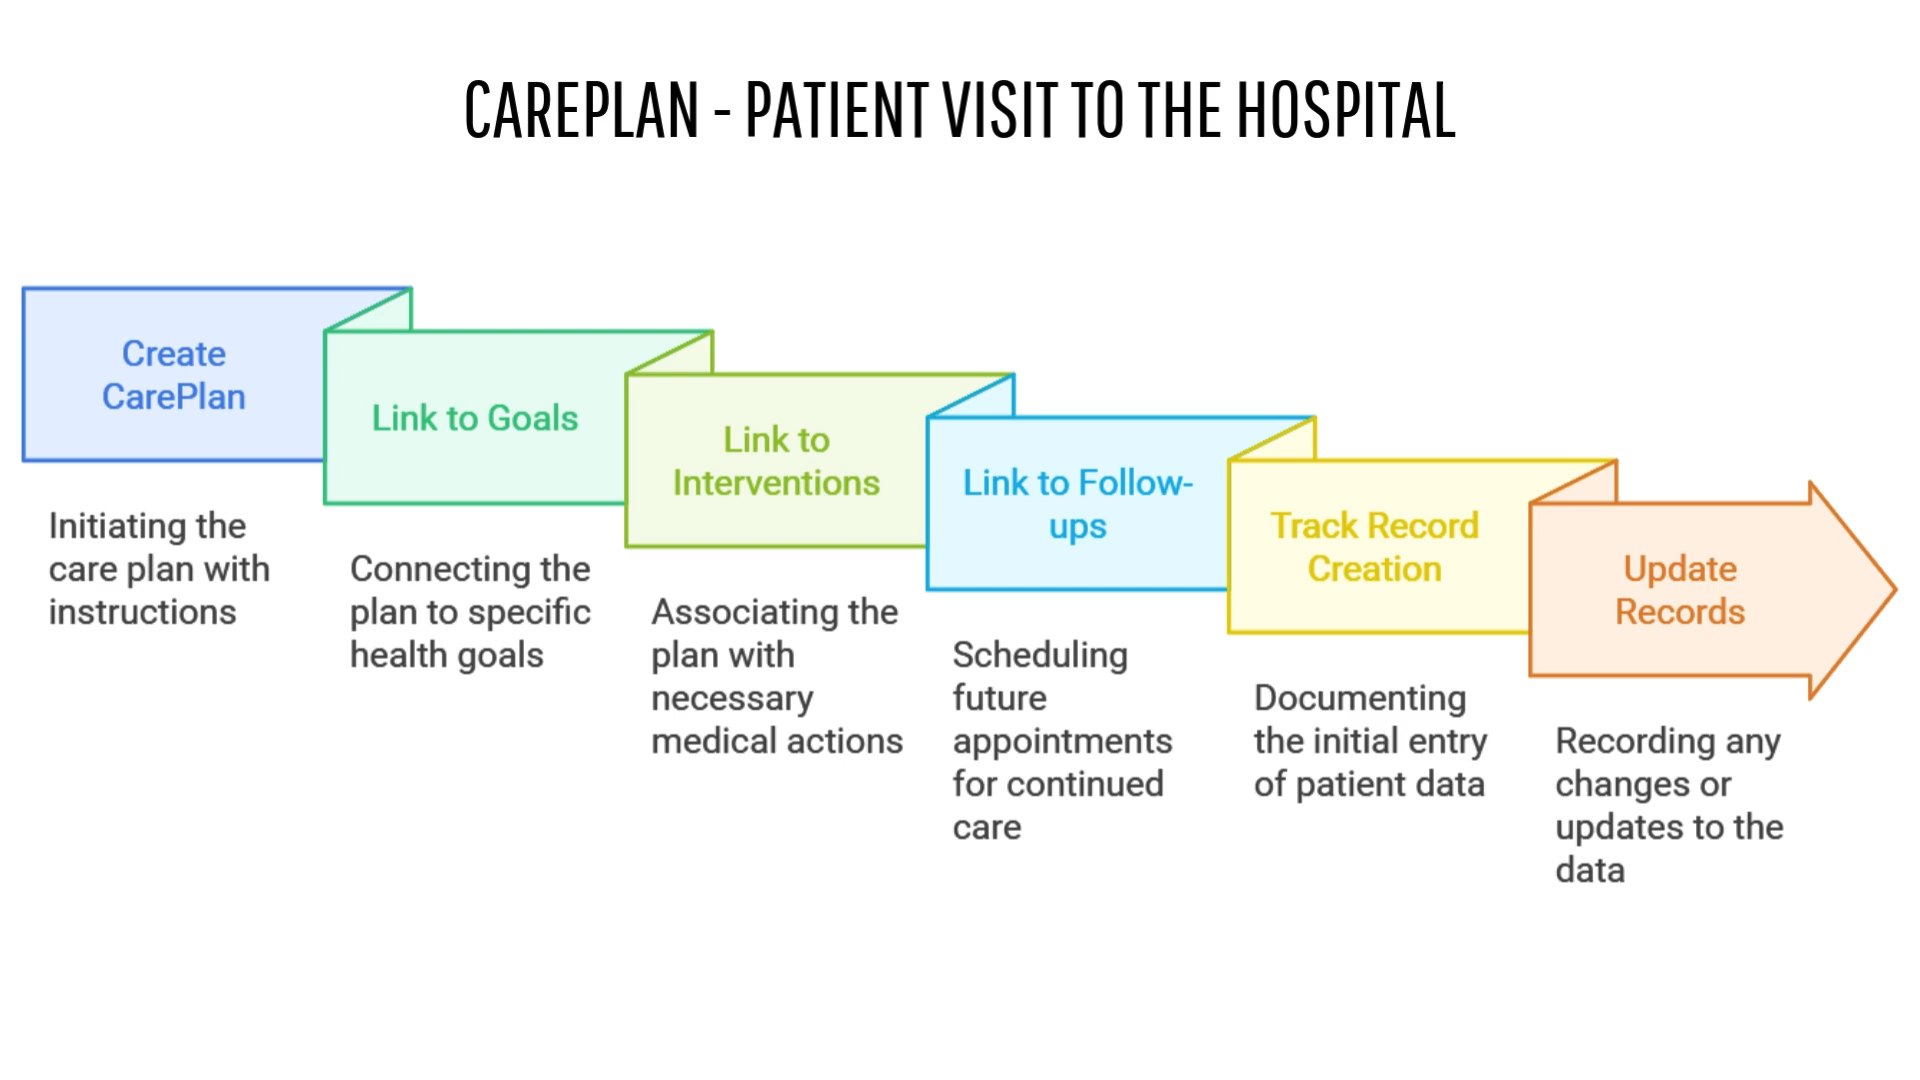 CAREPLAN - PATIENT VISIT TO THE HOSPITAL
Create
CarePlan
Initiating the
care plan with
instructions
Link to Goals
Connecting the
plan to specific
health goals
Link to
Interventions
Associating the
plan with
necessary
medical actions
Link to Follow-
ups
Scheduling
future
appointments
for continued
care
Track Record
Creation
Documenting
the initial entry
of patient data
Update
Records
Recording any
changes or
updates to the
data